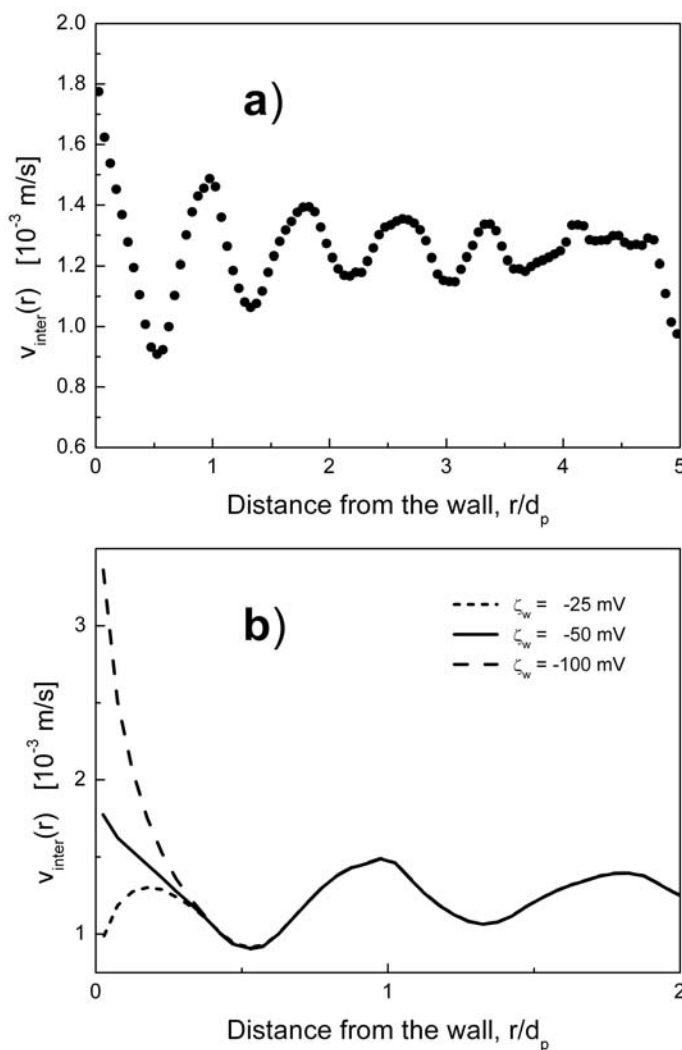 2.0
1.8
1.6
1.4
1.2
1.0
0.8
0.6
v_inter(r) [10^-3 m/s]
a)
0 1 2 3 4 5
Distance from the wall, r/d_p
3
2
1
v_inter(r) [10^-3 m/s]
b)
ζ_w = -25 mV
ζ_w = -50 mV
ζ_w = -100 mV
0 1 2
Distance from the wall, r/d_p